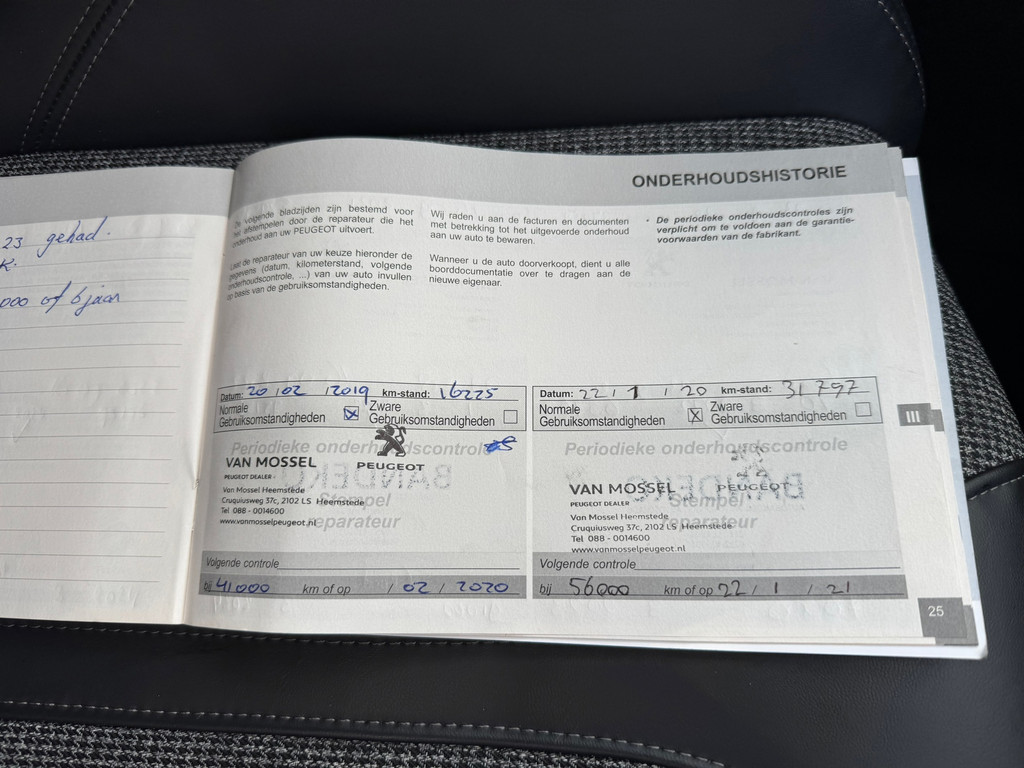 23 gehad.
K.
000 of 6 jaar
ONDERHOUDSHISTORIE
De volgende bladzijden zijn bestemd voor
het afstempelen door de reparateur die het
onderhoud aan uw PEUGEOT uitvoert.
Laat de reparateur van uw keuze hieronder de
gegevens (datum, kilometerstand, volgende
onderhoudscontrole, ...) van uw auto invullen
op basis van de gebruiksomstandigheden.
Wij raden u aan de facturen en documenten
met betrekking tot het uitgevoerde onderhoud
aan uw auto te bewaren.
Wanneer u de auto doorverkoopt, dient u alle
boorddocumentatie over te dragen aan de
nieuwe eigenaar.
• De periodieke onderhoudscontroles zijn
verplicht om te voldoen aan de garantie-
voorwaarden van de fabrikant.
Datum: 20 / 02 / 2019 km-stand: 16225
Normale
Gebruiksomstandigheden
Zware
Gebruiksomstandigheden
Periodieke onderhoudscontrole
VAN MOSSEL PEUGEOT
PEUGEOT DEALER
Van Mossel Heemstede
Cruquiusweg 37c, 2102 LS Heemstede
Stempel
Tel 088 - 0014600
www.vanmosselpeugeot.nl
reparateur
Volgende controle
bij 41000 km of op / 02 / 2020
Datum: 22 / 1 / 20 km-stand: 31797
Normale
Gebruiksomstandigheden
Zware
Gebruiksomstandigheden
Periodieke onderhoudscontrole
VAN MOSSEL PEUGEOT
Stempel
PEUGEOT DEALER
Van Mossel Heemstede
Cruquiusweg 37c, 2102 LS Heemstede
reparateur
Tel 088 - 0014600
www.vanmosselpeugeot.nl
Volgende controle
bij 56000 km of op 22 / 1 / 21
III
25